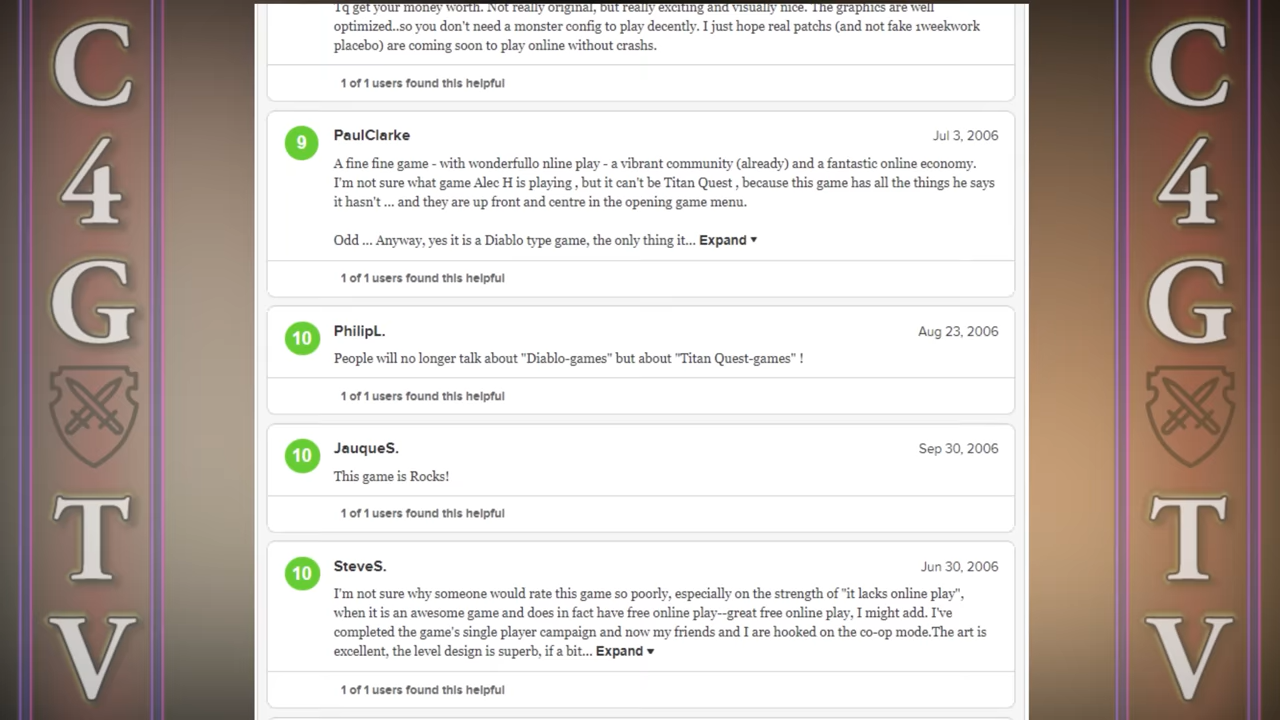 Tq get your money worth. Not really original, but really exciting and visually nice. The graphics are well
optimized..so you don't need a monster config to play decently. I just hope real patchs (and not fake 1weekwork
placebo) are coming soon to play online without crashs.
1 of 1 users found this helpful
9
PaulClarke
Jul 3, 2006
A fine fine game - with wonderfullo nline play - a vibrant community (already) and a fantastic online economy.
I'm not sure what game Alec H is playing , but it can't be Titan Quest , because this game has all the things he says
it hasn't ... and they are up front and centre in the opening game menu.
Odd ... Anyway, yes it is a Diablo type game, the only thing it... Expand ▾
1 of 1 users found this helpful
10
PhilipL.
Aug 23, 2006
People will no longer talk about "Diablo-games" but about "Titan Quest-games" !
1 of 1 users found this helpful
10
JauqueS.
Sep 30, 2006
This game is Rocks!
1 of 1 users found this helpful
10
SteveS.
Jun 30, 2006
I'm not sure why someone would rate this game so poorly, especially on the strength of "it lacks online play",
when it is an awesome game and does in fact have free online play--great free online play, I might add. I've
completed the game's single player campaign and now my friends and I are hooked on the co-op mode.The art is
excellent, the level design is superb, if a bit... Expand ▾
1 of 1 users found this helpful
C
4
G
T
V
C
4
G
T
V